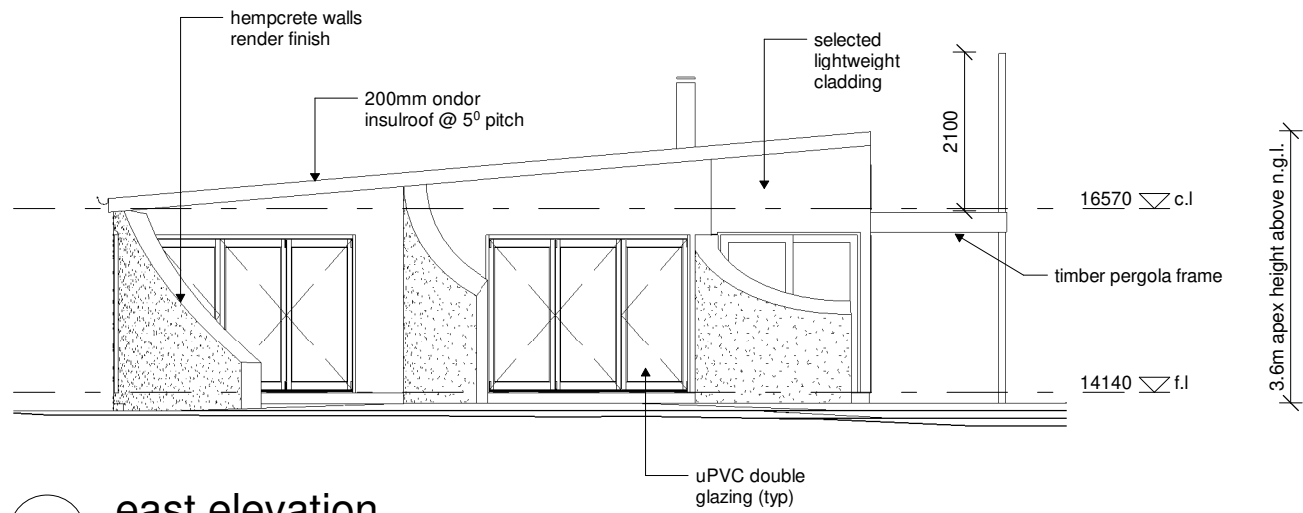 hempcrete walls
render finish
selected
lightweight
cladding
200mm ondor
insulroof @ 5⁰ pitch
2100
16570 c.l
timber pergola frame
3.6m apex height above n.g.l.
14140 f.l
uPVC double
glazing (typ)
east elevation